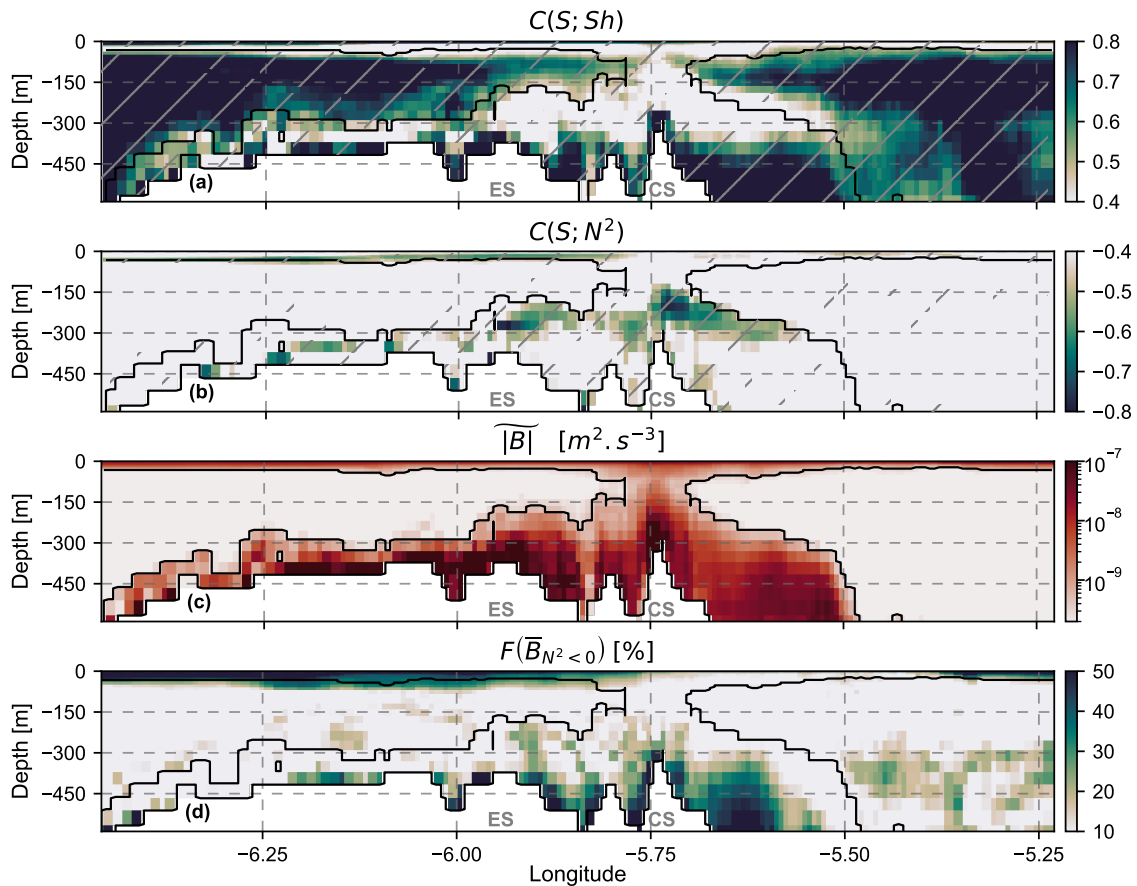 C(S; Sh)
Depth [m]
0
−150
−300
−450
(a)
ES
CS
0.8
0.7
0.6
0.5
0.4
C(S; N²)
Depth [m]
0
−150
−300
−450
(b)
ES
CS
−0.4
−0.5
−0.6
−0.7
−0.8
|B| [m². s⁻³]
Depth [m]
0
−150
−300
−450
(c)
ES
CS
10⁻⁷
10⁻⁸
10⁻⁹
F(B̅_{N²<0}) [%]
Depth [m]
0
−150
−300
−450
(d)
ES
CS
50
40
30
20
10
−6.25
−6.00
−5.75
−5.50
−5.25
Longitude